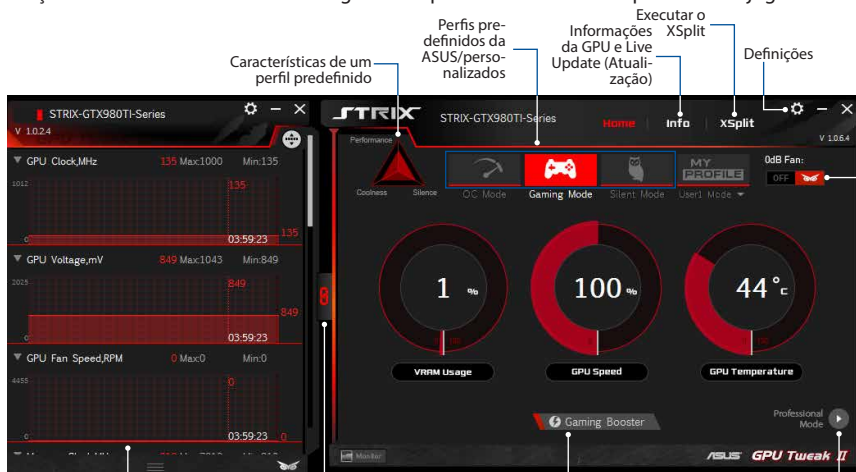 Executar o
XSplit
Perfis pre-
definidos da
ASUS/perso-
nalizados
Informações
da GPU e Live
Update (Atuali-
zação)
Definições
Características de um
perfil predefinido
STRIX-GTX980TI-Series
V 1.0.2.4
GPU Clock,MHz 135 Max:1000 Min:135
1012
135
135
0
03:59:23
GPU Voltage,mV 849 Max:1043 Min:849
2025
849
849
0
03:59:23
GPU Fan Speed,RPM 0 Max:0 Min:0
4455
0
0
03:59:23
0
STRIX
STRIX-GTX980TI-Series
Home Info XSplit
V 1.0.6.4
Performance
Coolness Silence
OC Mode
Gaming Mode
Silent Mode
MY
PROFILE
User1 Mode
0dB Fan:
OFF
1 %
VRAM Usage
100 %
GPU Speed
44 °c
GPU Temperature
Gaming Booster
Professional
Mode
Monitor
ASUS GPU Tweak II